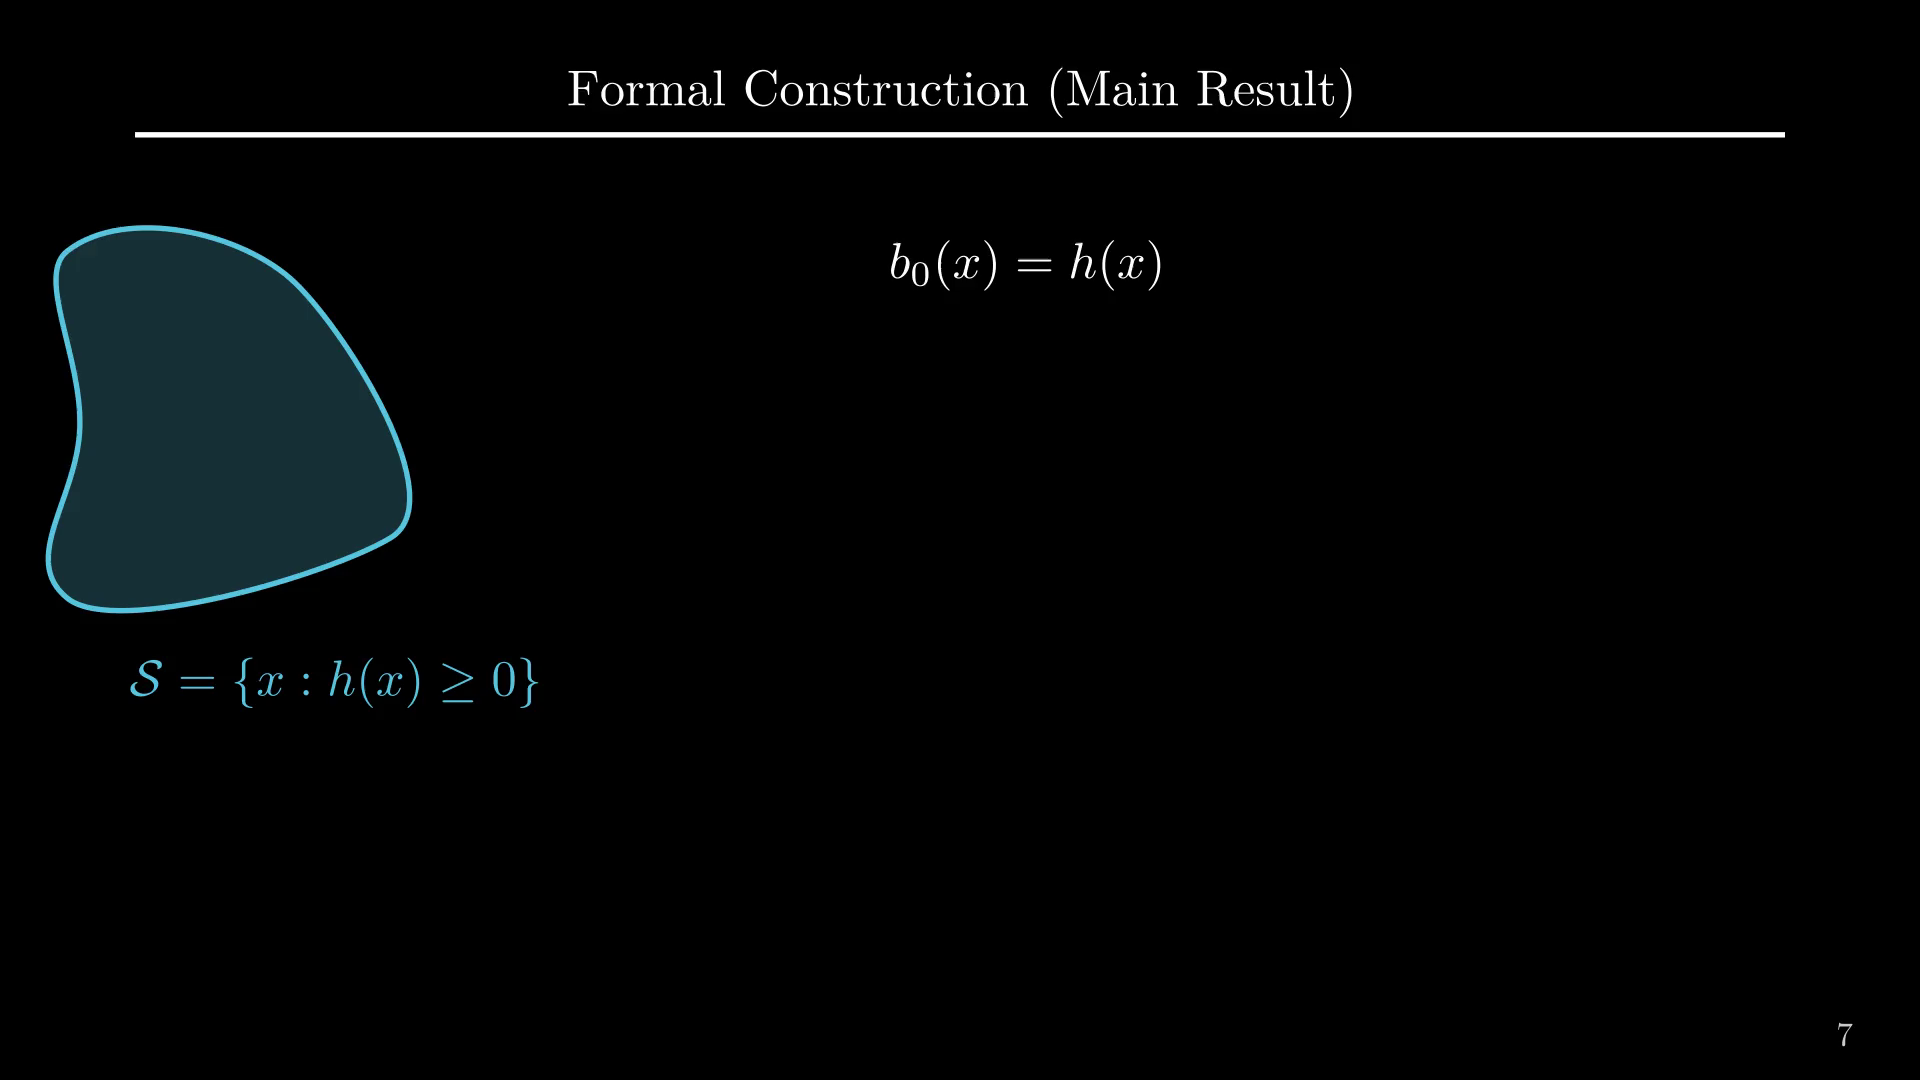 Formal Construction (Main Result)
b₀(x) = h(x)
𝒮 = {x : h(x) ≥ 0}
7